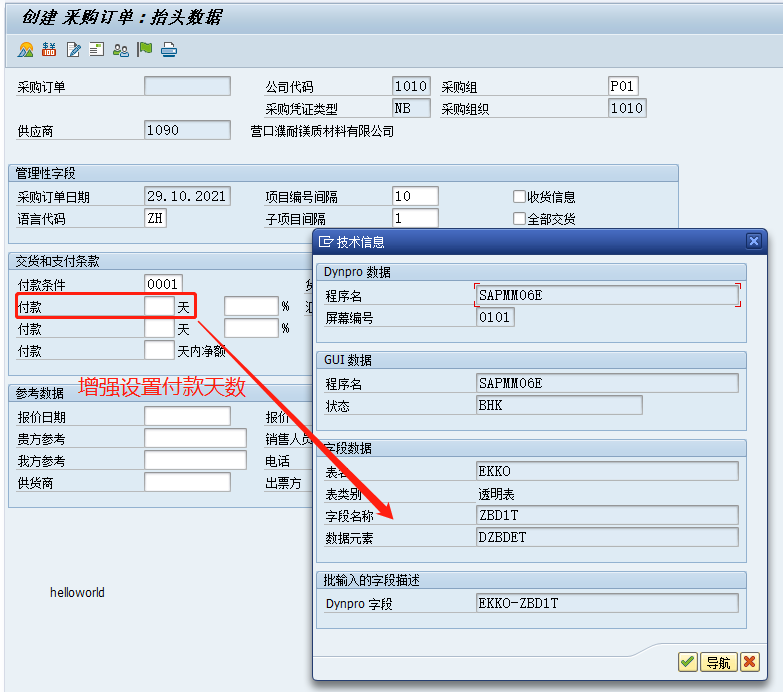 创建 采购订单：抬头数据
采购订单 公司代码 1010 采购组 P01
采购凭证类型 NB 采购组织 1010
供应商 1090 营口濮耐镁质材料有限公司
管理性字段
采购订单日期 29.10.2021 项目编号间隔 10 收货信息
语言代码 ZH 子项目间隔 1 全部交货
交货和支付条款
付款条件 0001
付款 天 %
付款 天 %
付款 天内净额
增强设置付款天数
参考数据
报价日期 报价
贵方参考 销售人员
我方参考 电话
供货商 出票方
helloworld
技术信息
Dynpro 数据
程序名 SAPMM06E
屏幕编号 0101
GUI 数据
程序名 SAPMM06E
状态 BHK
字段数据
表名 EKKO
表类别 透明表
字段名称 ZBD1T
数据元素 DZBDET
批输入的字段描述
Dynpro 字段 EKKO-ZBD1T
导航